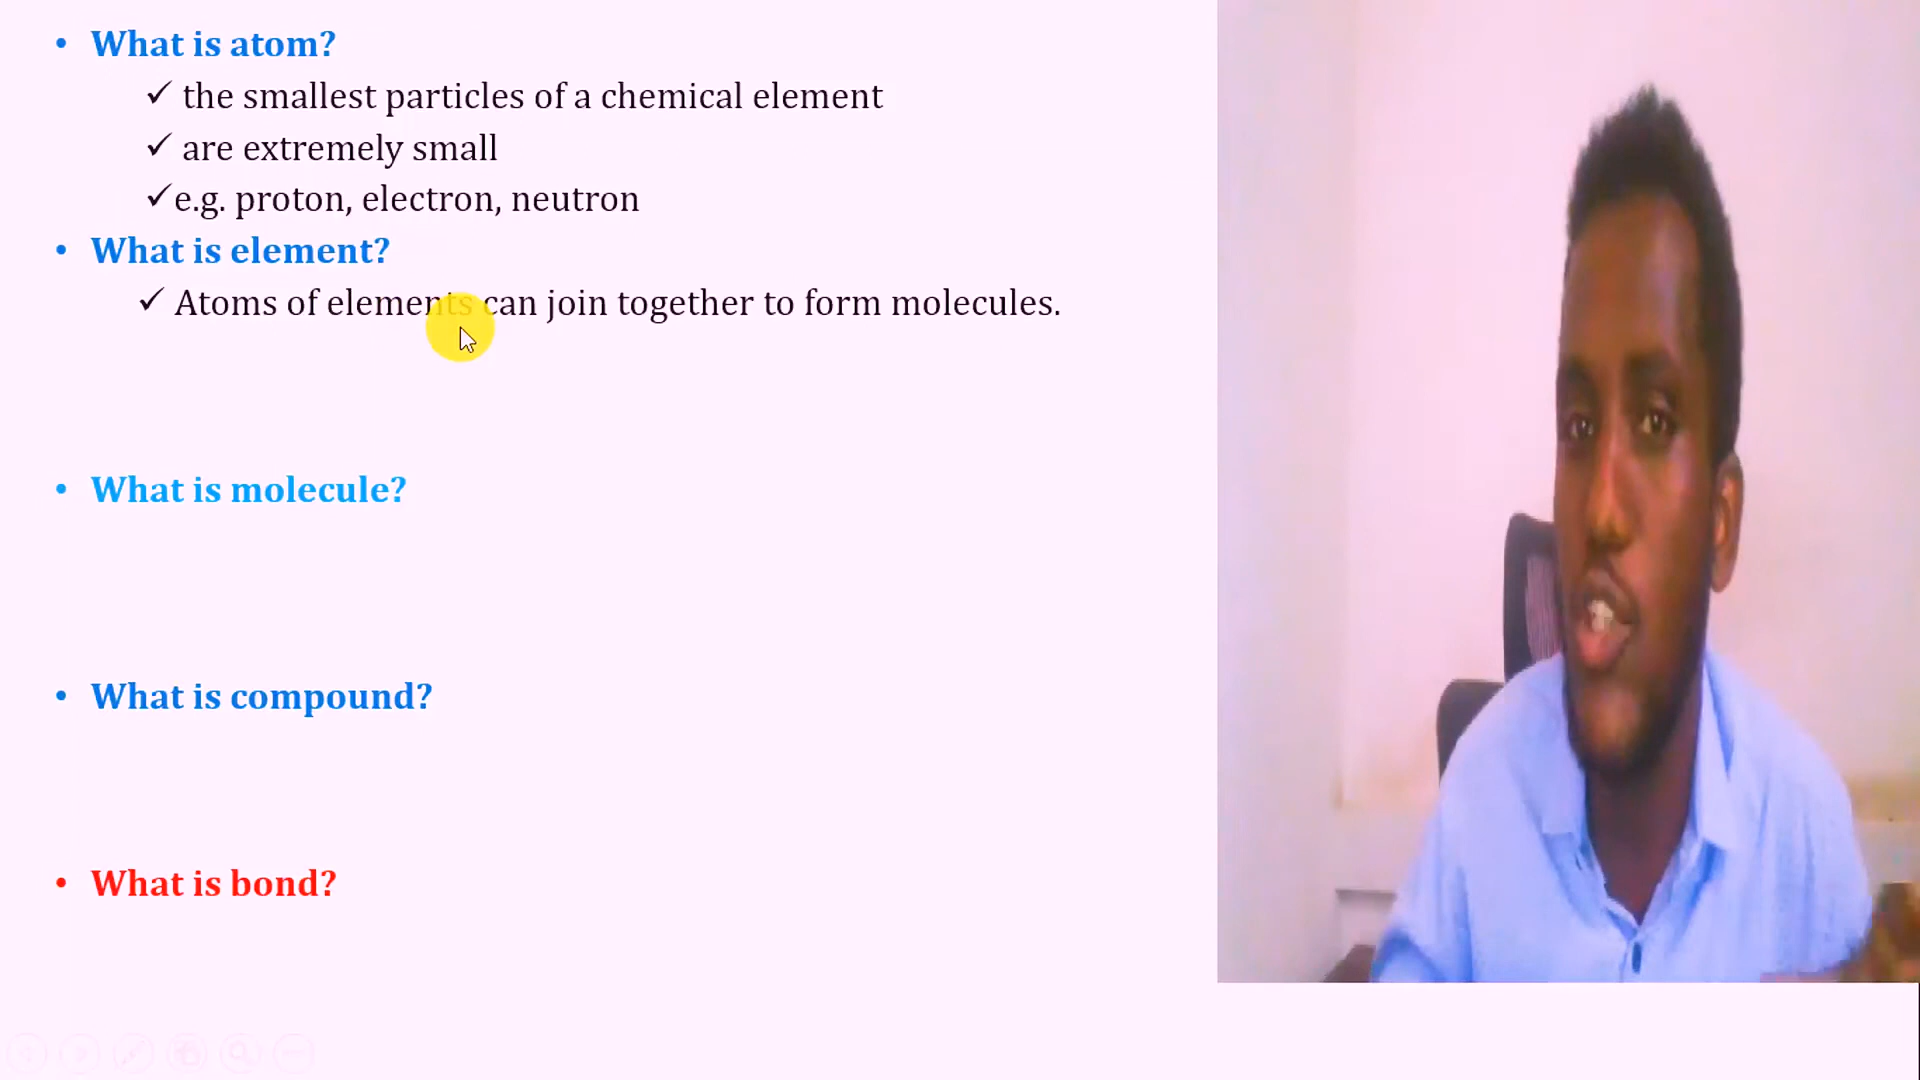 • What is atom?
✓ the smallest particles of a chemical element
✓ are extremely small
✓e.g. proton, electron, neutron
• What is element?
✓ Atoms of elements can join together to form molecules.
• What is molecule?
• What is compound?
• What is bond?